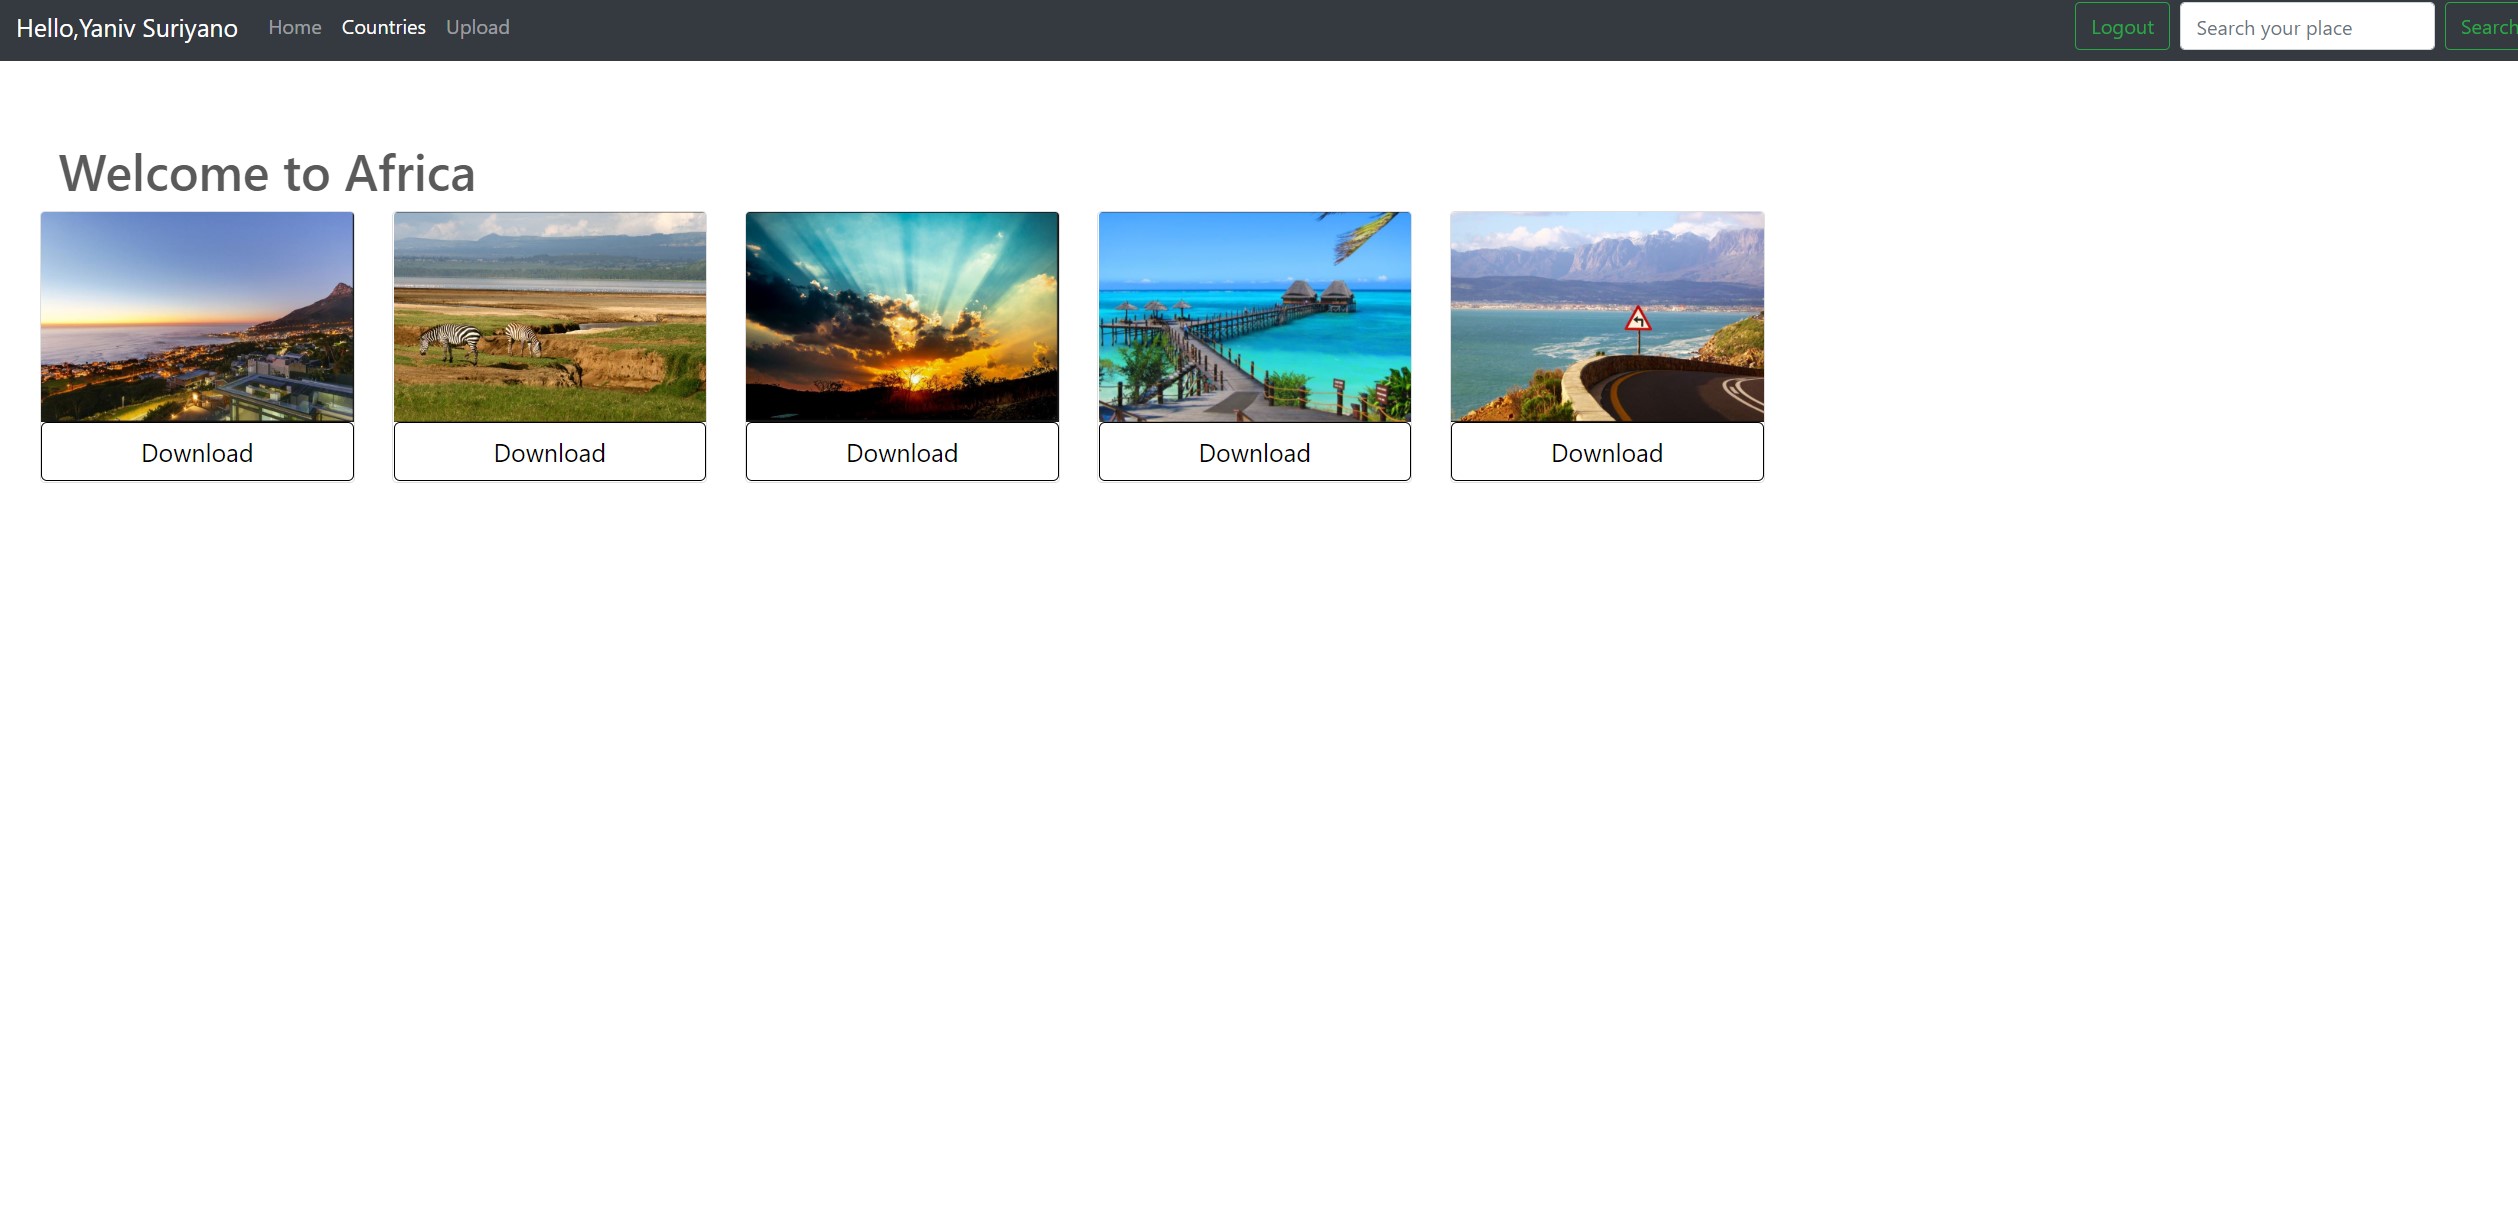 Hello,Yaniv Suriyano Home Countries Upload Logout Search your place Search
Welcome to Africa
Download Download Download Download Download